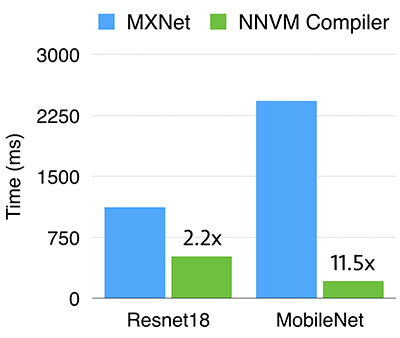 MXNet NNVM Compiler
3000
2250
1500
750
0
Time (ms)
2.2x
11.5x
Resnet18 MobileNet